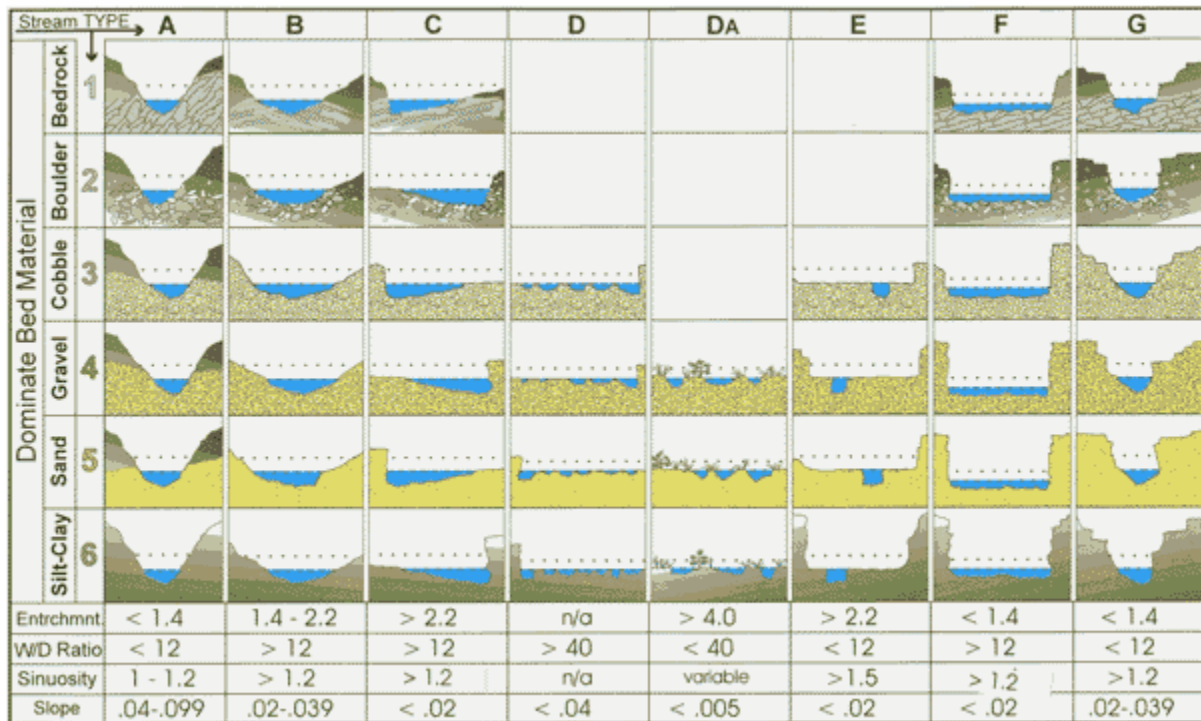 Stream TYPE A B C D DA E F G
Dominate Bed Material
Bedrock 1
Boulder 2
Cobble 3
Gravel 4
Sand 5
Silt-Clay 6
Entrchmnt. < 1.4 1.4 - 2.2 > 2.2 n/a > 4.0 > 2.2 < 1.4 < 1.4
W/D Ratio < 12 > 12 > 12 > 40 < 40 < 12 > 12 < 12
Sinuosity 1 - 1.2 > 1.2 > 1.2 n/a variable >1.5 > 1.2 >1.2
Slope .04-.099 .02-.039 < .02 < .04 < .005 < .02 < .02 .02-.039